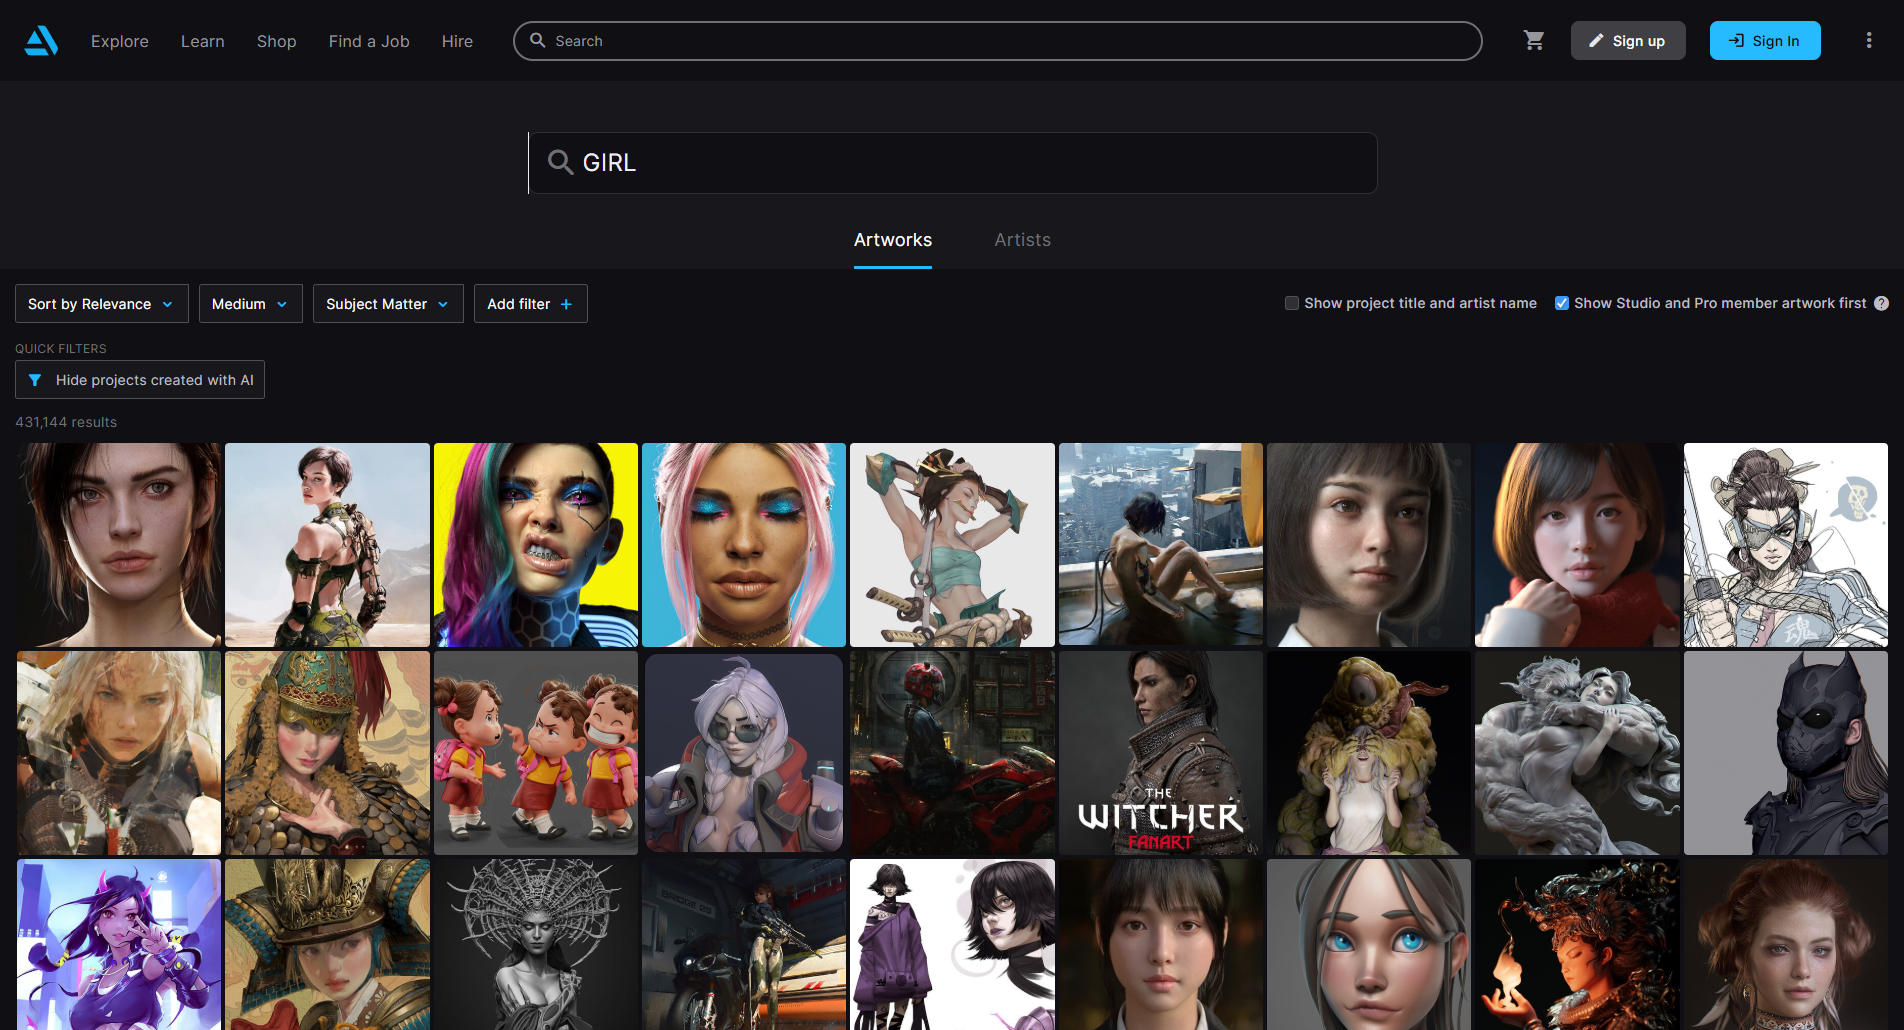 Explore Learn Shop Find a Job Hire Search Sign up Sign In
GIRL
Artworks Artists
Sort by Relevance Medium Subject Matter Add filter + Show project title and artist name Show Studio and Pro member artwork first ?
QUICK FILTERS
Hide projects created with AI
431,144 results
魂
THE
WITCHER
FANART